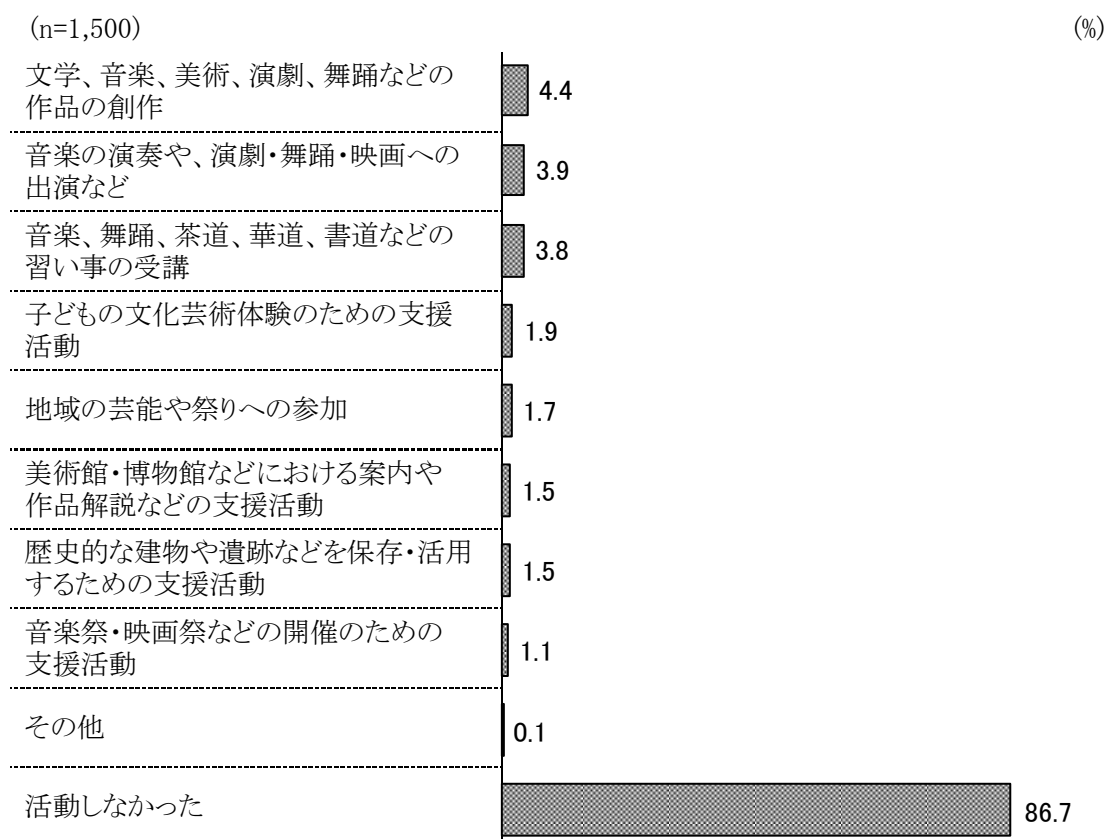 (n=1,500) (%)
文学、音楽、美術、演劇、舞踊などの
作品の創作
4.4
音楽の演奏や、演劇・舞踊・映画への
出演など
3.9
音楽、舞踊、茶道、華道、書道などの
習い事の受講
3.8
子どもの文化芸術体験のための支援
活動
1.9
地域の芸能や祭りへの参加
1.7
美術館・博物館などにおける案内や
作品解説などの支援活動
1.5
歴史的な建物や遺跡などを保存・活用
するための支援活動
1.5
音楽祭・映画祭などの開催のための
支援活動
1.1
その他
0.1
活動しなかった
86.7